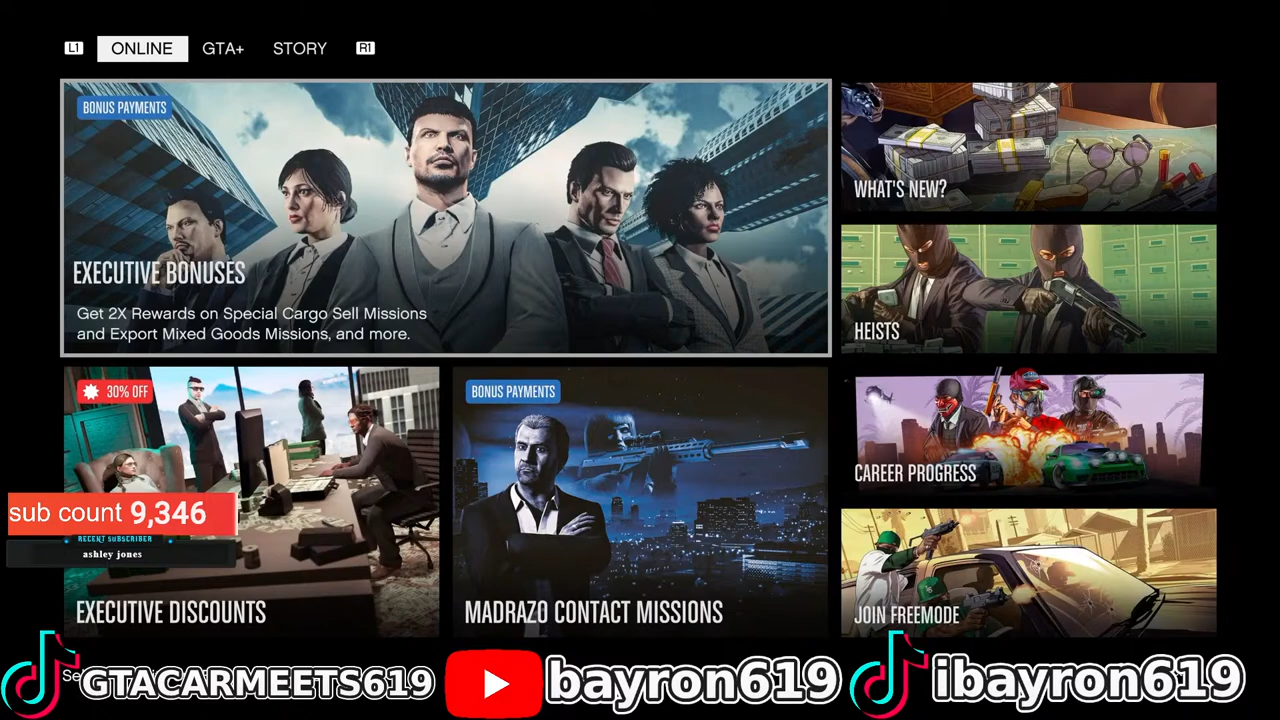 L1 ONLINE GTA+ STORY R1
BONUS PAYMENTS
EXECUTIVE BONUSES
Get 2X Rewards on Special Cargo Sell Missions
and Export Mixed Goods Missions, and more.
WHAT'S NEW?
HEISTS
30% OFF
EXECUTIVE DISCOUNTS
BONUS PAYMENTS
MADRAZO CONTACT MISSIONS
CAREER PROGRESS
JOIN FREEMODE
sub count 9,346
RECENT SUBSCRIBER
ashley jones
GTACARMEETS619
bayron619
ibayron619